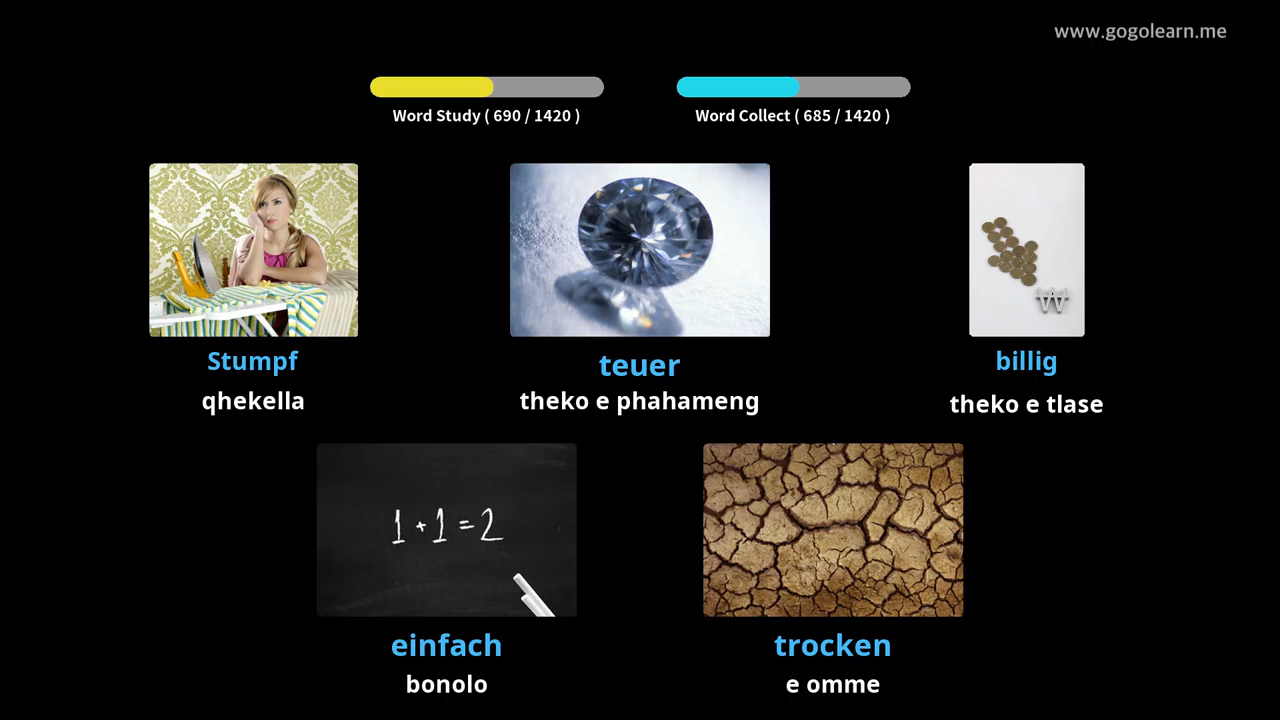 www.gogolearn.me
Word Study ( 690 / 1420 )
Word Collect ( 685 / 1420 )
Stumpf
qhekella
teuer
theko e phahameng
billig
theko e tlase
1 + 1 = 2
einfach
bonolo
trocken
e omme